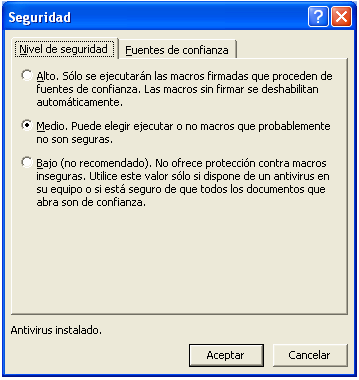 Seguridad
Nivel de seguridad
Fuentes de confianza
Alto. Sólo se ejecutarán las macros firmadas que proceden de
fuentes de confianza. Las macros sin firmar se deshabilitan
automáticamente.
Medio. Puede elegir ejecutar o no macros que probablemente
no son seguras.
Bajo (no recomendado). No ofrece protección contra macros
inseguras. Utilice este valor sólo si dispone de un antivirus en
su equipo o si está seguro de que todos los documentos que
abra son de confianza.
Antivirus instalado.
Aceptar
Cancelar